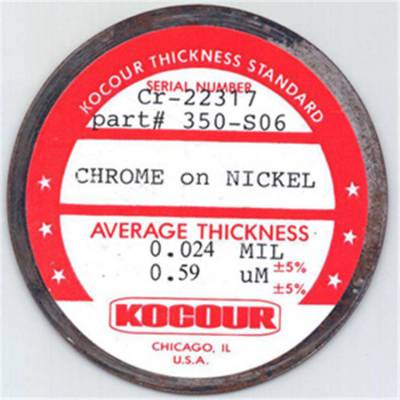 KOCOUR THICKNESS STANDARD
SERIAL NUMBER
Cr-22317
part# 350-S06
CHROME on NICKEL
AVERAGE THICKNESS
0.024 MIL ±5%
0.59 uM ±5%
KOCOUR
CHICAGO, IL
U.S.A.